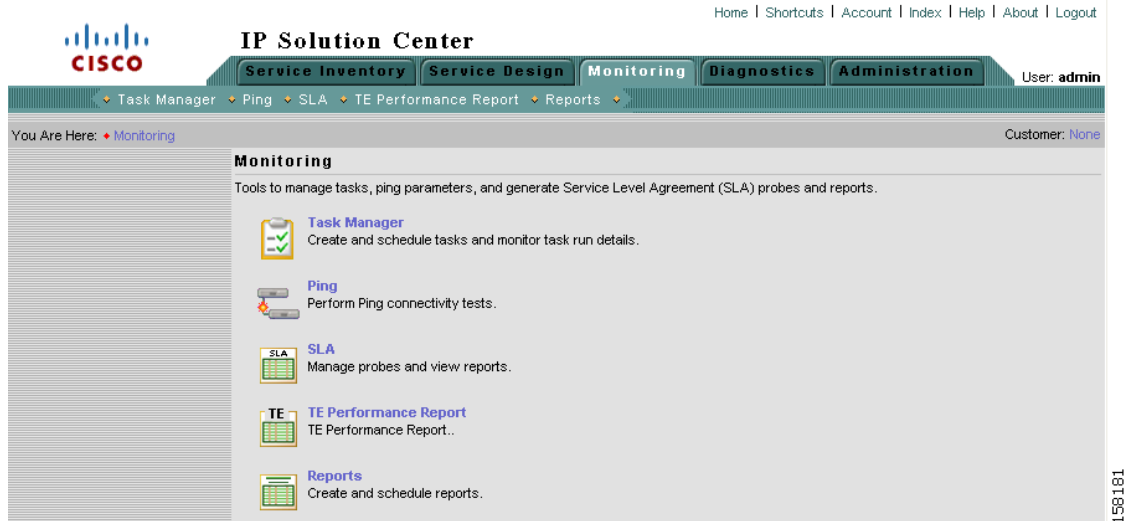 Home | Shortcuts | Account | Index | Help | About | Logout
CISCO
IP Solution Center
Service Inventory Service Design Monitoring Diagnostics Administration
User: admin
Task Manager Ping SLA TE Performance Report Reports
You Are Here: Monitoring
Customer: None
Monitoring
Tools to manage tasks, ping parameters, and generate Service Level Agreement (SLA) probes and reports.
Task Manager
Create and schedule tasks and monitor task run details.
Ping
Perform Ping connectivity tests.
SLA
SLA
Manage probes and view reports.
TE
TE Performance Report
TE Performance Report..
Reports
Create and schedule reports.
158181